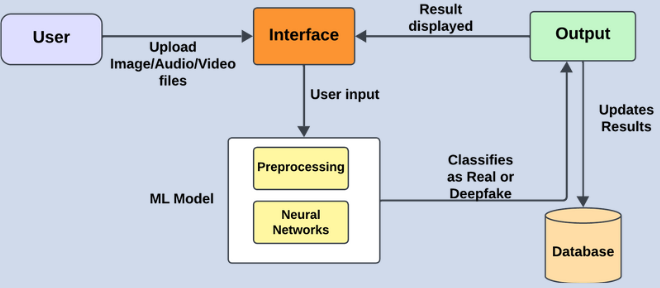 User
Upload
Image/Audio/Video
files
Interface
Result
displayed
Output
User input
Updates
Results
ML Model
Preprocessing
Neural
Networks
Classifies
as Real or
Deepfake
Database